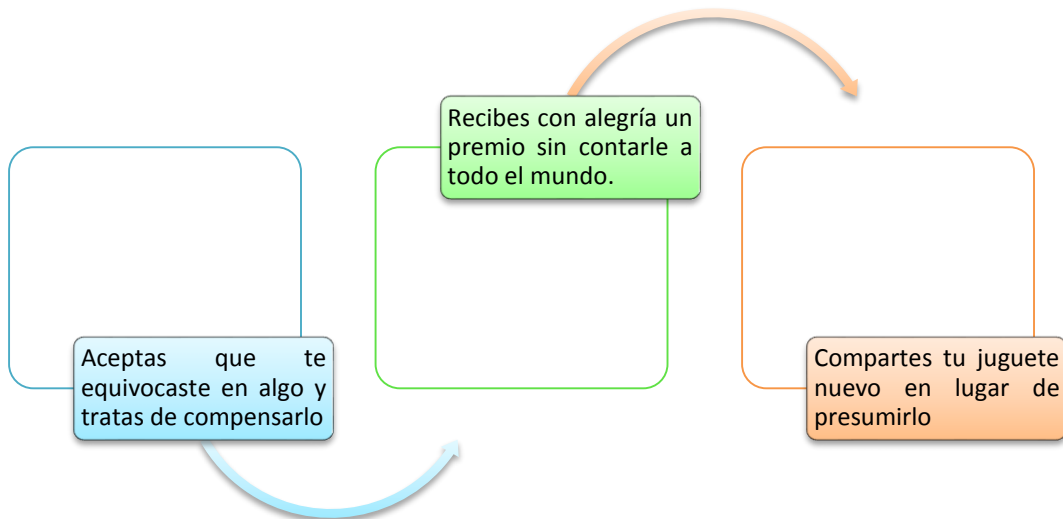 Aceptas que te
equivocaste en algo y
tratas de compensarlo
Recibes con alegría un
premio sin contarle a
todo el mundo.
Compartes tu juguete
nuevo en lugar de
presumirlo